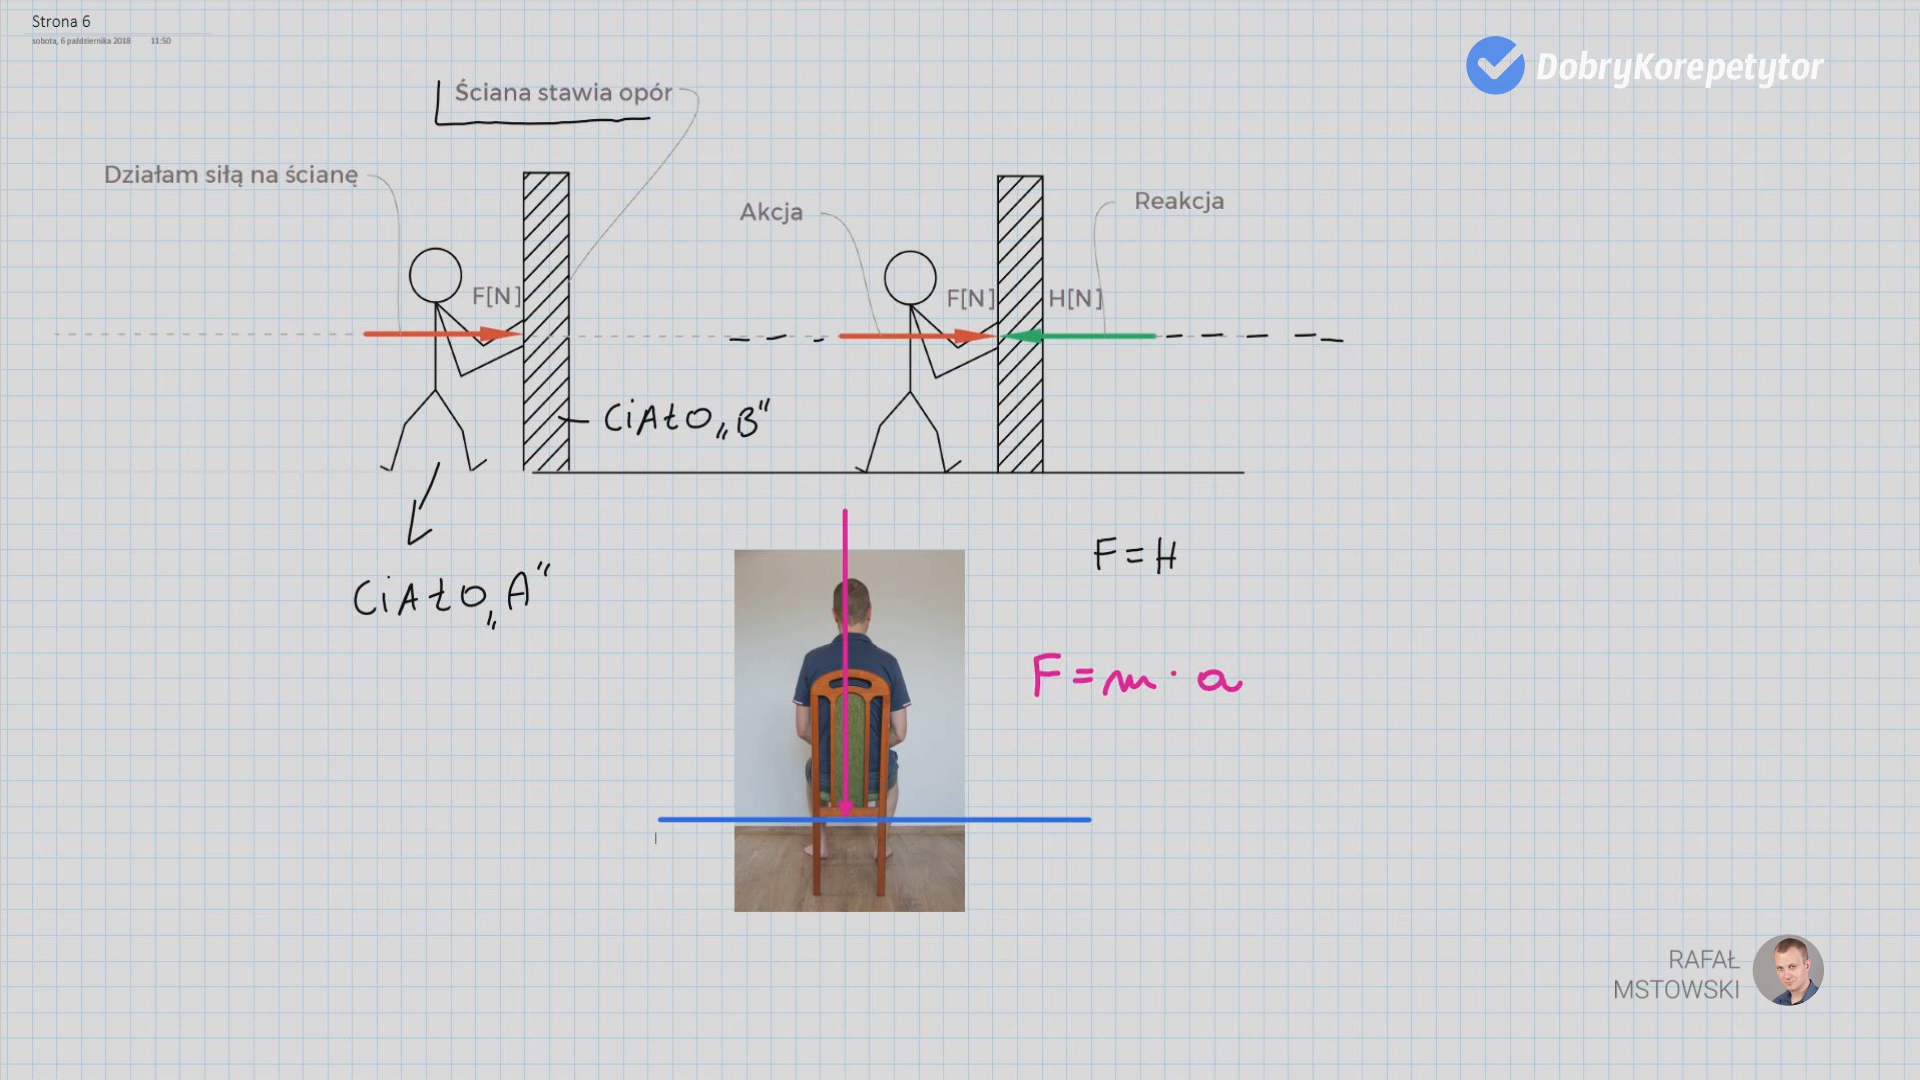 Strona 6
sobota, 6 października 2018 11:50
DobryKorepetytor
Ściana stawia opór
Działam siłą na ścianę
Akcja
Reakcja
F[N]
F[N]
H[N]
CiAŁO „B”
CiAŁO „A”
F = H
F = m · a
RAFAŁ
MSTOWSKI